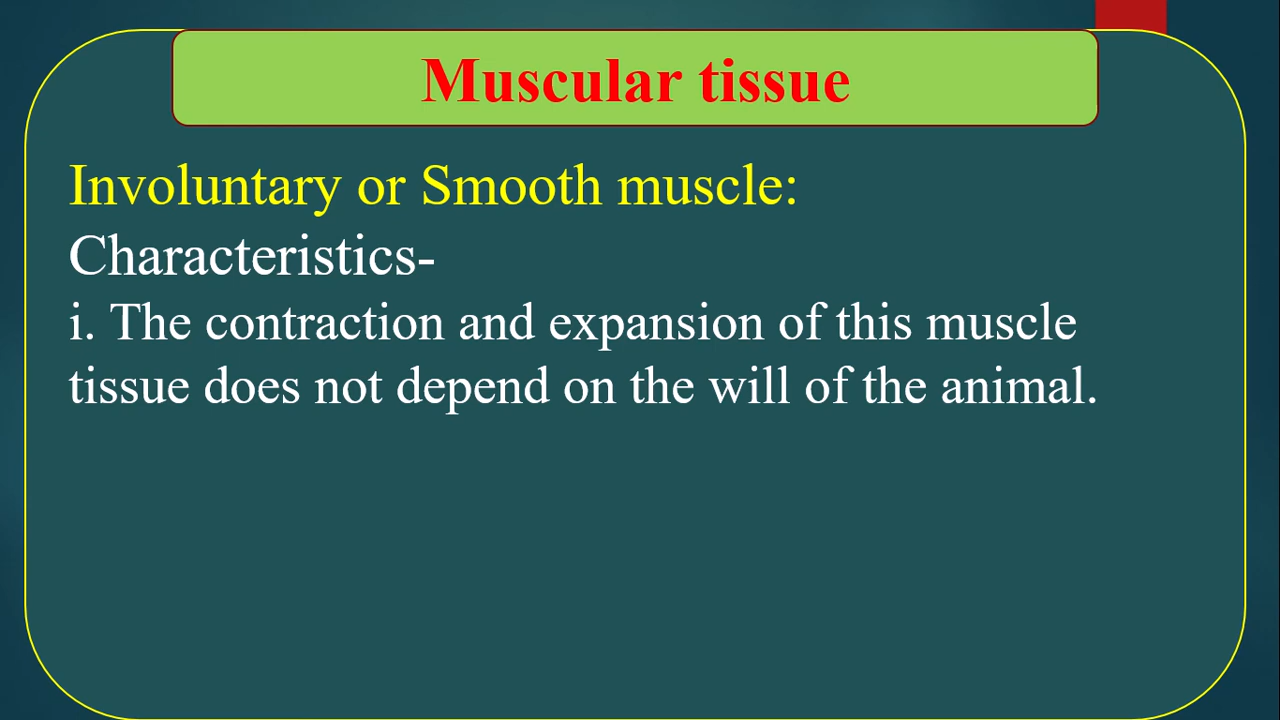 Muscular tissue
Involuntary or Smooth muscle:
Characteristics-
i. The contraction and expansion of this muscle
tissue does not depend on the will of the animal.